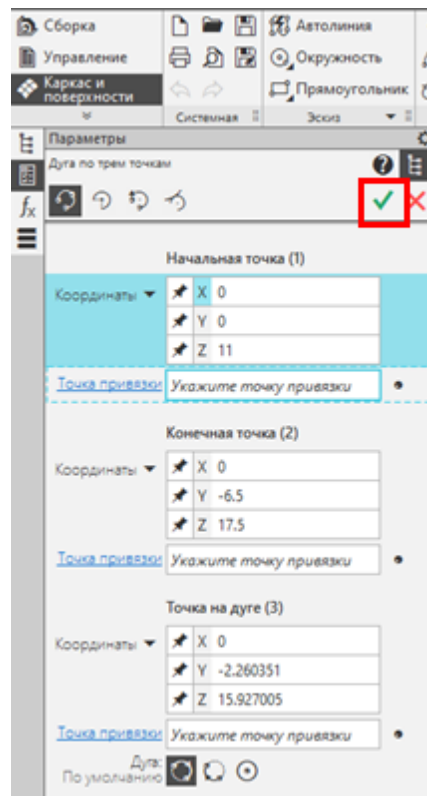 Сборка
Автолиния
Управление
Окружность
Каркас и
поверхности
Прямоугольник
Системная
Эскиз
Параметры
Дуга по трем точкам
Начальная точка (1)
Координаты X 0
Y 0
Z 11
Точка привязки Укажите точку привязки
Конечная точка (2)
Координаты X 0
Y -6.5
Z 17.5
Точка привязки Укажите точку привязки
Точка на дуге (3)
Координаты X 0
Y -2.260351
Z 15.927005
Точка привязки Укажите точку привязки
Дуга:
По умолчанию